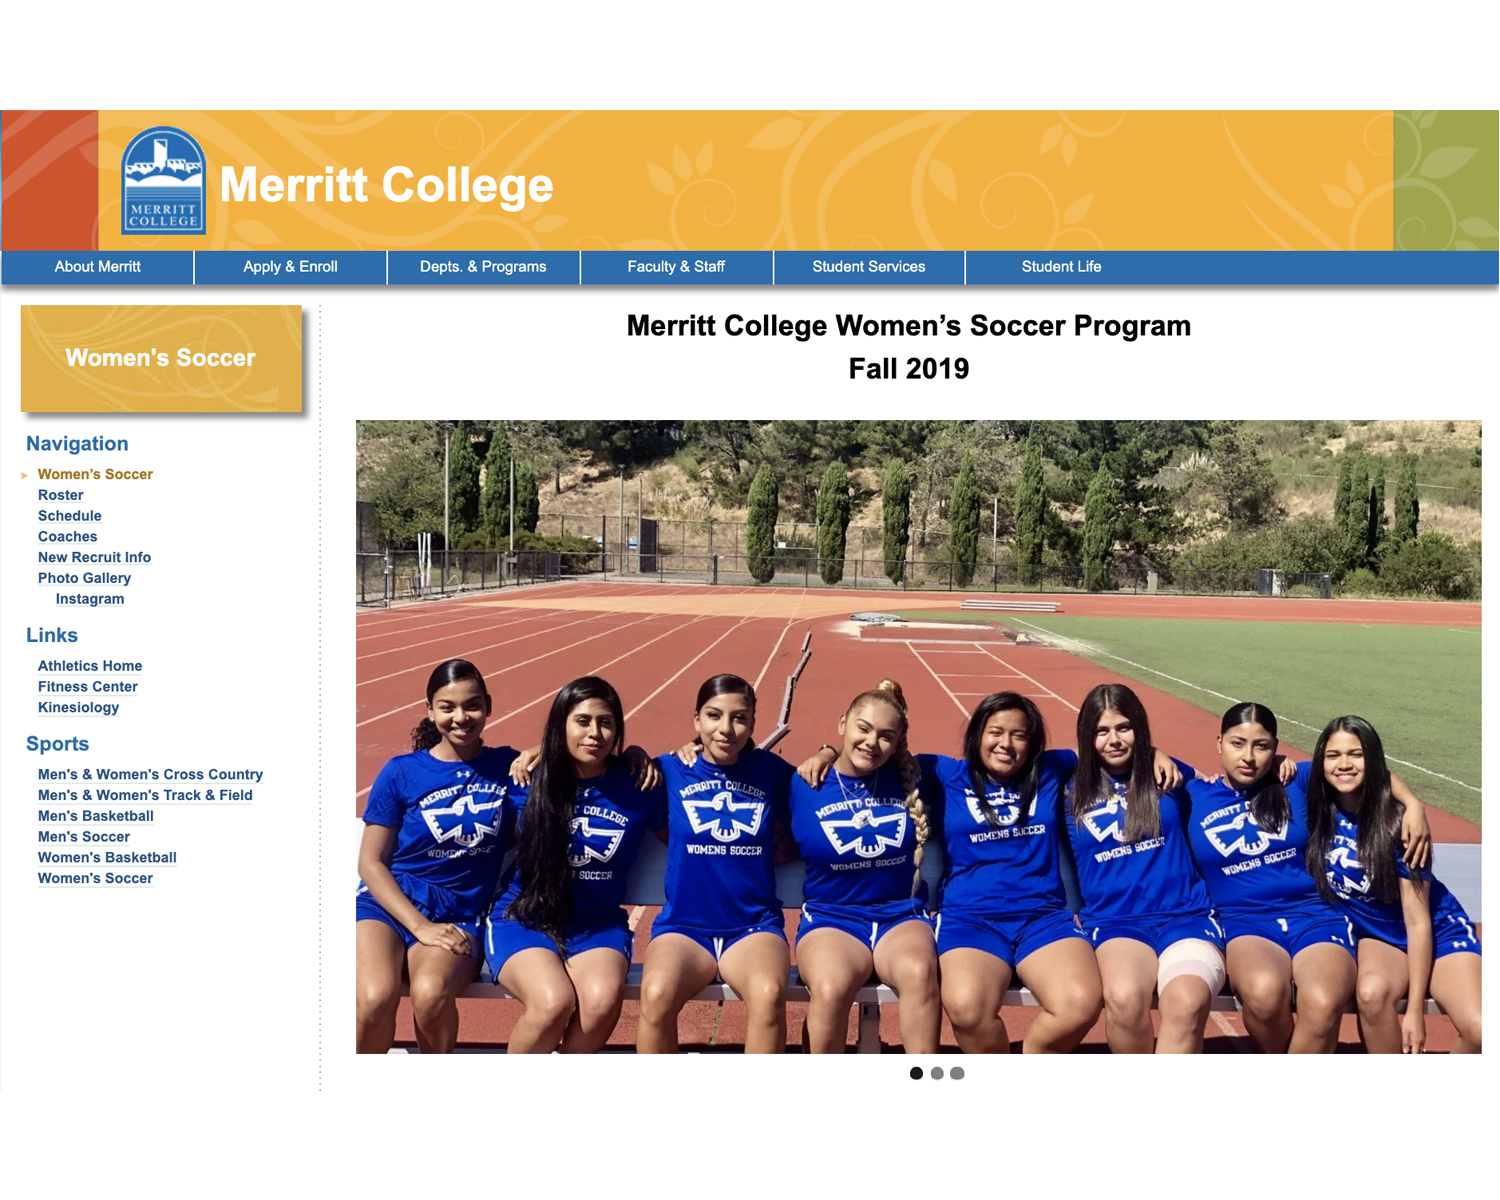 MERRITT
COLLEGE
Merritt College
About Merritt
Apply & Enroll
Depts. & Programs
Faculty & Staff
Student Services
Student Life
Women's Soccer
Navigation
Women’s Soccer
Roster
Schedule
Coaches
New Recruit Info
Photo Gallery
Instagram
Links
Athletics Home
Fitness Center
Kinesiology
Sports
Men's & Women's Cross Country
Men's & Women's Track & Field
Men's Basketball
Men's Soccer
Women's Basketball
Women's Soccer
Merritt College Women’s Soccer Program
Fall 2019
MERRITT COLLEGE
WOMENS SOCCER
COLLEGE
SOCCER
MERRITT COLLEGE
WOMENS SOCCER
MERRITT COLLEGE
WOMENS SOCCER
WOMENS SOCCER
WOMENS SOCCER
MERRITT
WOMENS SOCCER
MERRITT